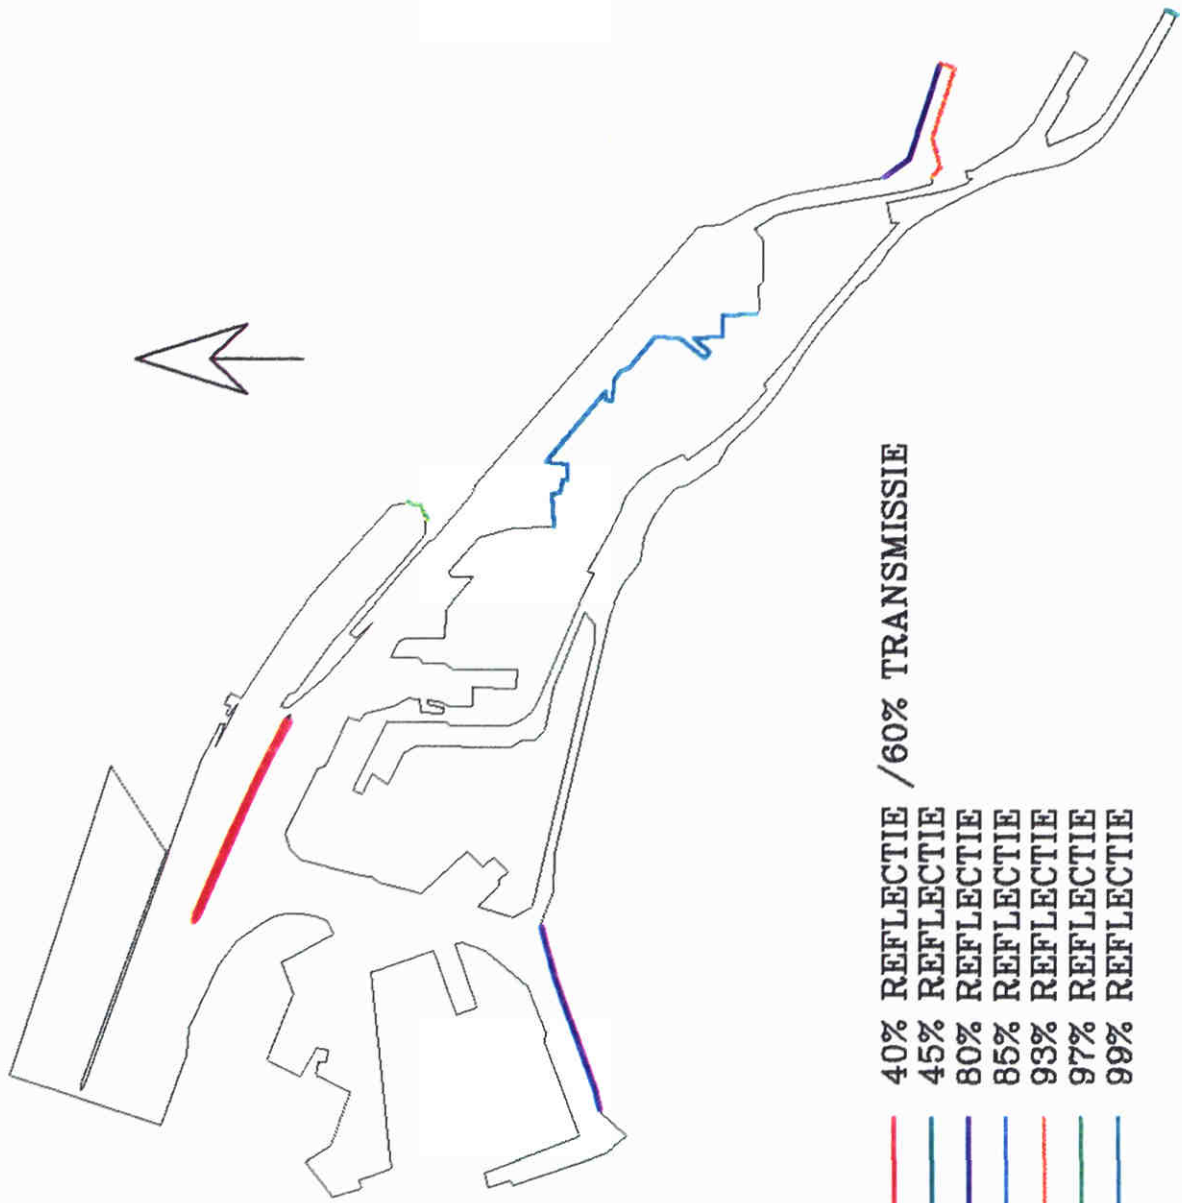 40% REFLECTIE /60% TRANSMISSIE
45% REFLECTIE
80% REFLECTIE
85% REFLECTIE
93% REFLECTIE
97% REFLECTIE
99% REFLECTIE